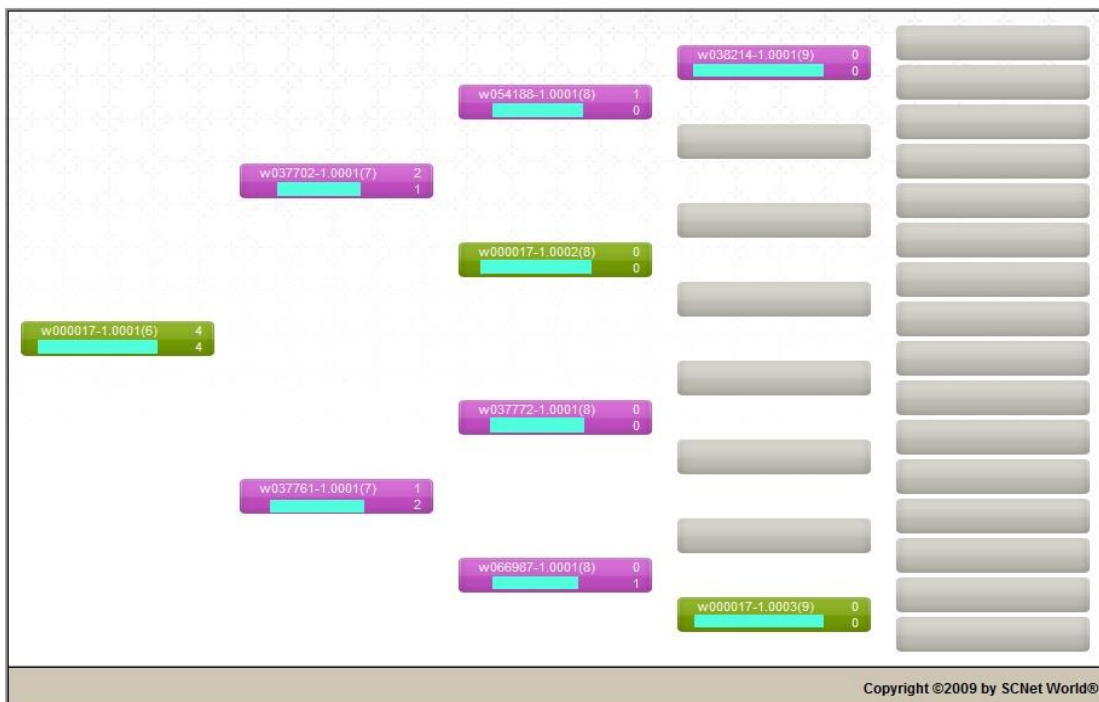 w038214-1.0001(9) 0
0
w054188-1.0001(8) 1
0
w037702-1.0001(7) 2
1
w000017-1.0002(8) 0
0
w000017-1.0001(6) 4
4
w037772-1.0001(8) 0
0
w037761-1.0001(7) 1
2
w066987-1.0001(8) 0
1
w000017-1.0003(9) 0
0
Copyright ©2009 by SCNet World®